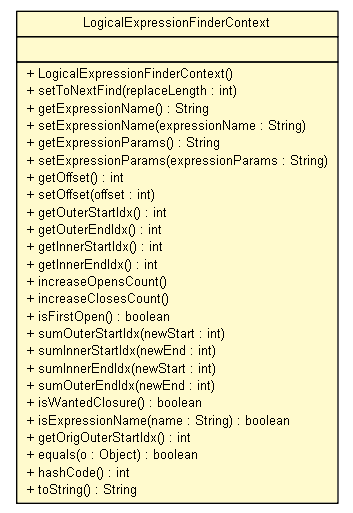 LogicalExpressionFinderContext
+ LogicalExpressionFinderContext()
+ setToNextFind(replaceLength : int)
+ getExpressionName() : String
+ setExpressionName(expressionName : String)
+ getExpressionParams() : String
+ setExpressionParams(expressionParams : String)
+ getOffset() : int
+ setOffset(offset : int)
+ getOuterStartIdx() : int
+ getOuterEndIdx() : int
+ getInnerStartIdx() : int
+ getInnerEndIdx() : int
+ increaseOpensCount()
+ increaseClosesCount()
+ isFirstOpen() : boolean
+ sumOuterStartIdx(newStart : int)
+ sumInnerStartIdx(newEnd : int)
+ sumInnerEndIdx(newStart : int)
+ sumOuterEndIdx(newEnd : int)
+ isWantedClosure() : boolean
+ isExpressionName(name : String) : boolean
+ getOrigOuterStartIdx() : int
+ equals(o : Object) : boolean
+ hashCode() : int
+ toString() : String